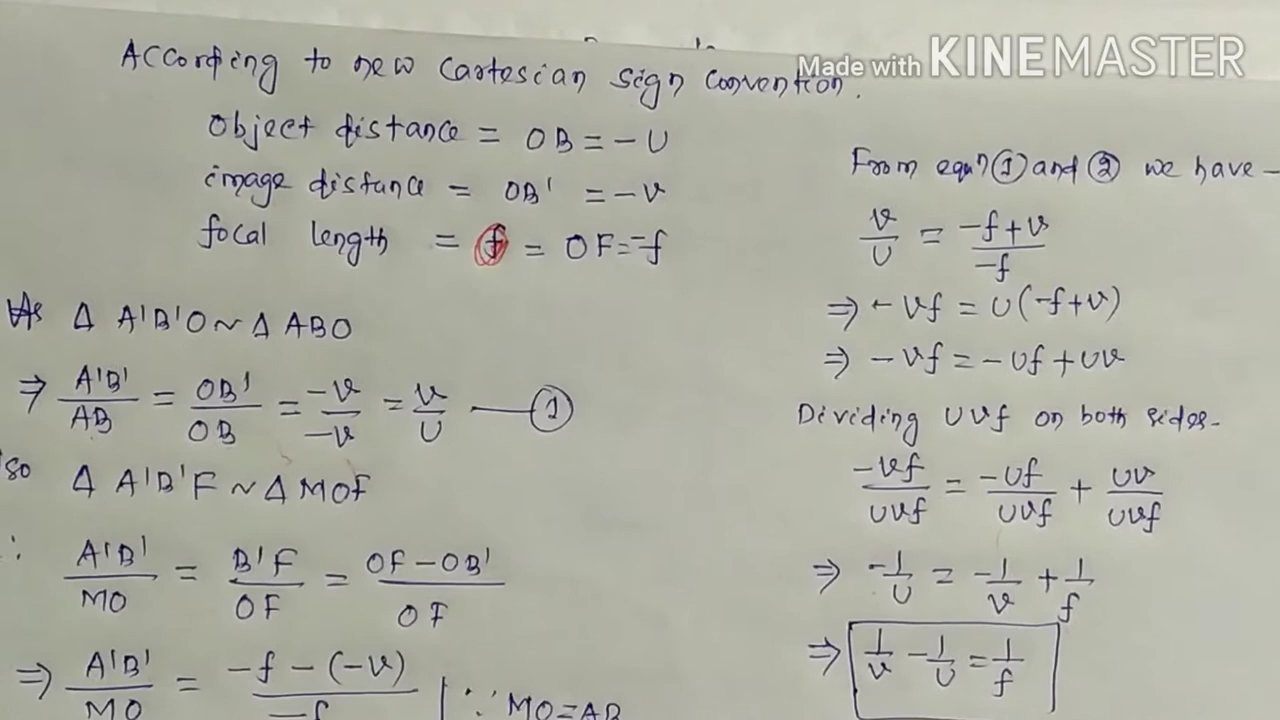 According to new cartesian sign convention.
Made with KINEMASTER
Object distance = OB = -U
image distance = OB' = -v
focal length = f = OF = -f
As Δ A'B'O ~ Δ ABO
⇒ A'B'/AB = OB'/OB = -v/-v = v/U — ①
so Δ A'B'F ~ Δ MOF
∴ A'B'/MO = B'F/OF = OF - OB'/OF
⇒ A'B'/MO = -f - (-v)/-f | ∵ MO = AB
From eqn ① and ② we have -
v/U = -f + v/-f
⇒ -vf = U(-f + v)
⇒ -vf = -Uf + Uv
Dividing Uvf on both sides-
-vf/Uvf = -Uf/Uvf + Uv/Uvf
⇒ -1/U = -1/v + 1/f
⇒ 1/v - 1/U = 1/f